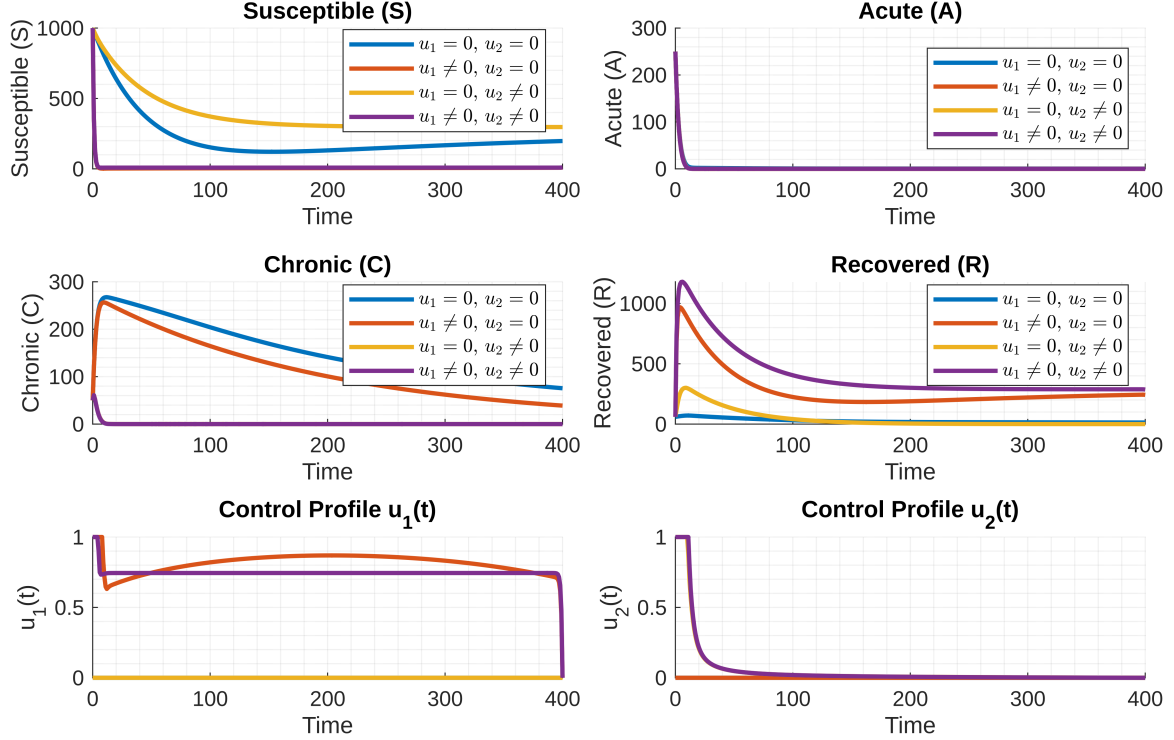 Susceptible (S)
Susceptible (S)
1000
500
0
0 100 200 300 400
Time
u₁ = 0, u₂ = 0
u₁ ≠ 0, u₂ = 0
u₁ = 0, u₂ ≠ 0
u₁ ≠ 0, u₂ ≠ 0
Acute (A)
Acute (A)
300
200
100
0
0 100 200 300 400
Time
u₁ = 0, u₂ = 0
u₁ ≠ 0, u₂ = 0
u₁ = 0, u₂ ≠ 0
u₁ ≠ 0, u₂ ≠ 0
Chronic (C)
Chronic (C)
300
200
100
0
0 100 200 300 400
Time
u₁ = 0, u₂ = 0
u₁ ≠ 0, u₂ = 0
u₁ = 0, u₂ ≠ 0
u₁ ≠ 0, u₂ ≠ 0
Recovered (R)
Recovered (R)
1000
500
0
0 100 200 300 400
Time
u₁ = 0, u₂ = 0
u₁ ≠ 0, u₂ = 0
u₁ = 0, u₂ ≠ 0
u₁ ≠ 0, u₂ ≠ 0
Control Profile u₁(t)
u₁(t)
1
0.5
0
0 100 200 300 400
Time
Control Profile u₂(t)
u₂(t)
1
0.5
0
0 100 200 300 400
Time